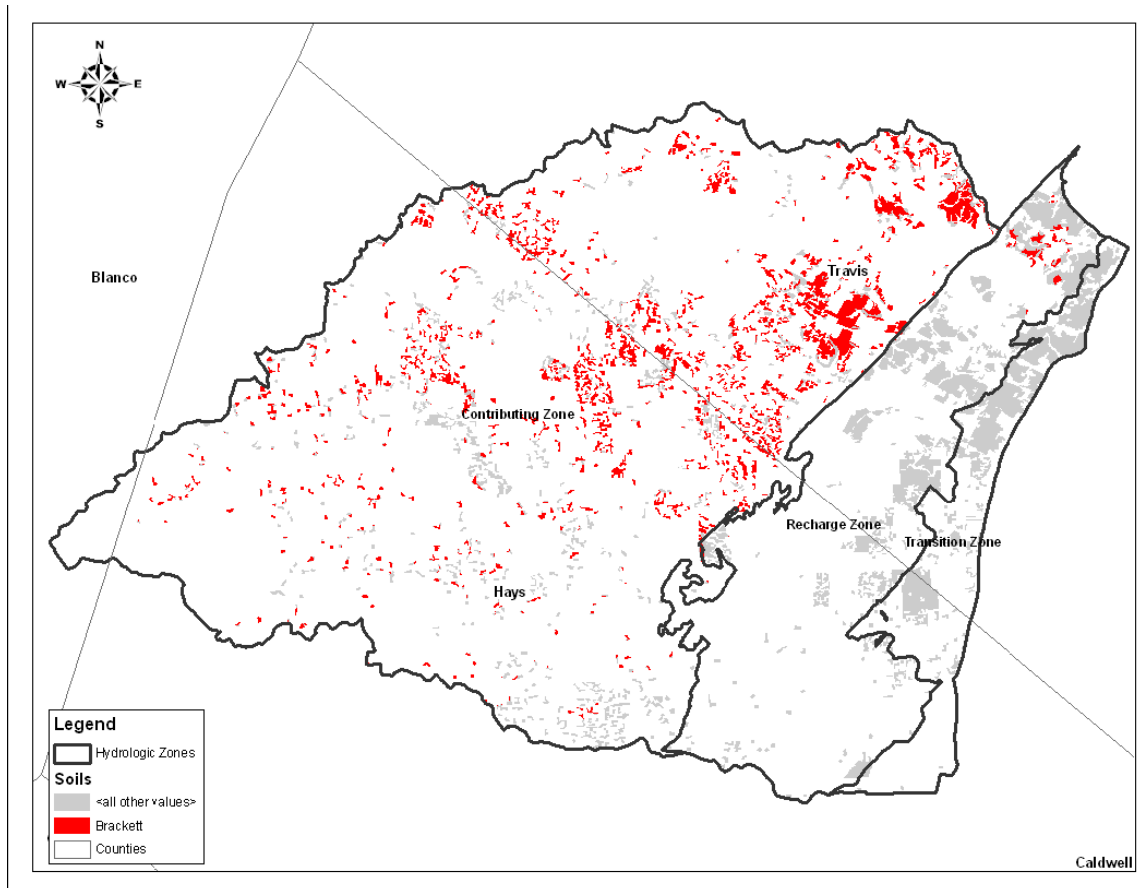 N
W E
S
Blanco
Travis
Contributing Zone
Recharge Zone
Transition Zone
Hays
Legend
Hydrologic Zones
Soils
<all other values>
Brackett
Counties
Caldwell